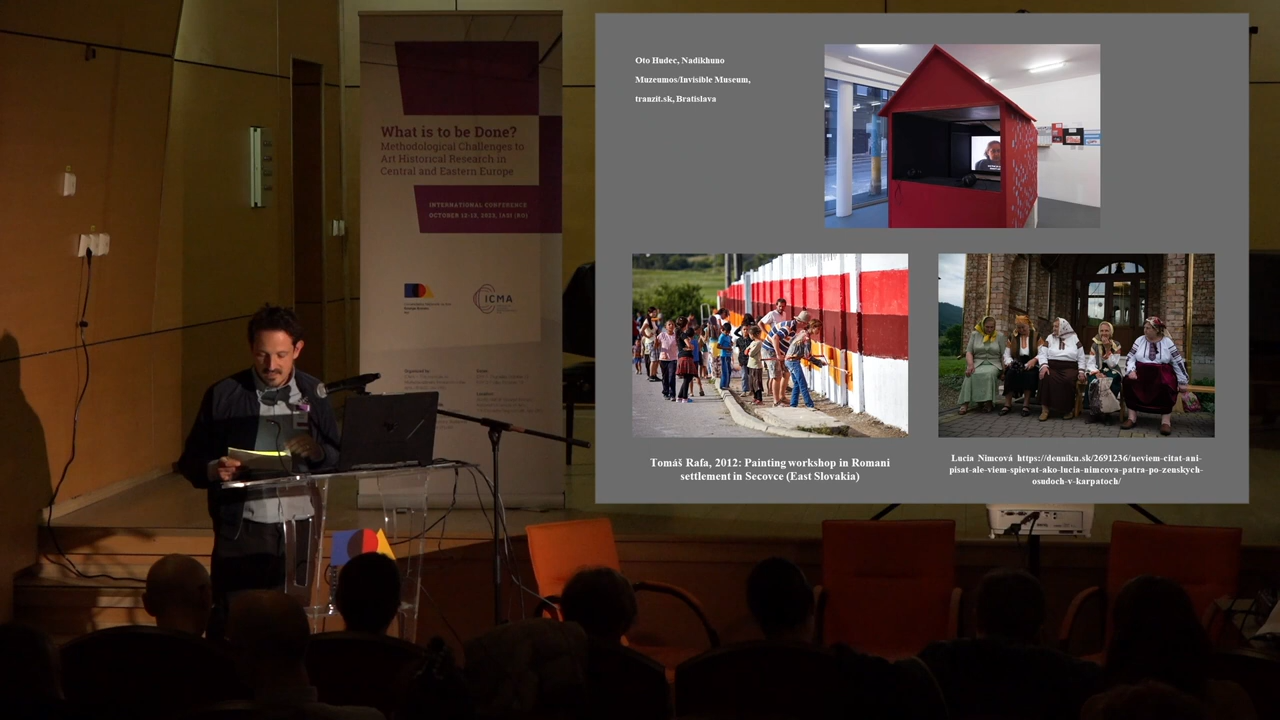 What is to be Done?
Methodological Challenges to
Art Historical Research in
Central and Eastern Europe
INTERNATIONAL CONFERENCE
ICMA
Oto Hudec, Nadikhuno
Muzeumos/Invisible Museum,
tranzit.sk, Bratislava
Tomáš Rafa, 2012: Painting workshop in Romani
settlement in Secovce (East Slovakia)
Lucia Nimcová https://dennikn.sk/2691236/neviem-citat-ani-
pisat-ale-viem-spievat-ako-lucia-nimcova-patra-po-zenskych-
osudoch-v-karpatoch/